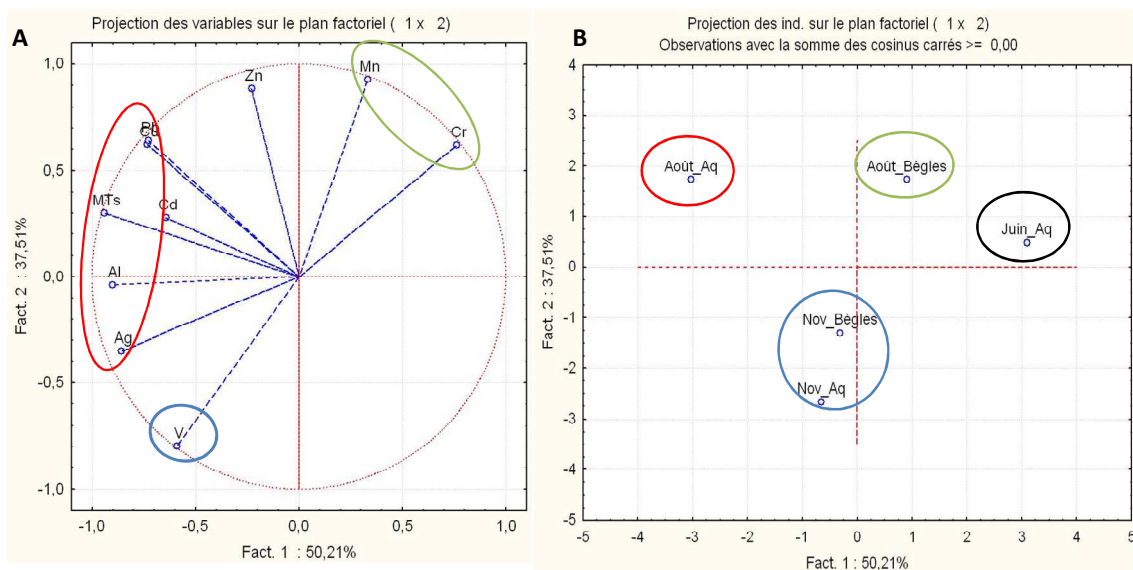 A
Projection des variables sur le plan factoriel ( 1 x 2)
1,0
0,5
0,0
-0,5
-1,0
Fact. 2 : 37,51%
Zn
Mn
Cr
Pb
MTs
Cd
Al
Ag
V
-1,0 -0,5 0,0 0,5 1,0
Fact. 1 : 50,21%
B
Projection des ind. sur le plan factoriel ( 1 x 2)
Observations avec la somme des cosinus carrés >= 0,00
4
3
2
1
0
-1
-2
-3
-4
-5
Fact. 2 : 37,51%
Août_Aq
Août_Bègles
Juin_Aq
Nov_Bègles
Nov_Aq
-5 -4 -3 -2 -1 0 1 2 3 4 5
Fact. 1 : 50,21%